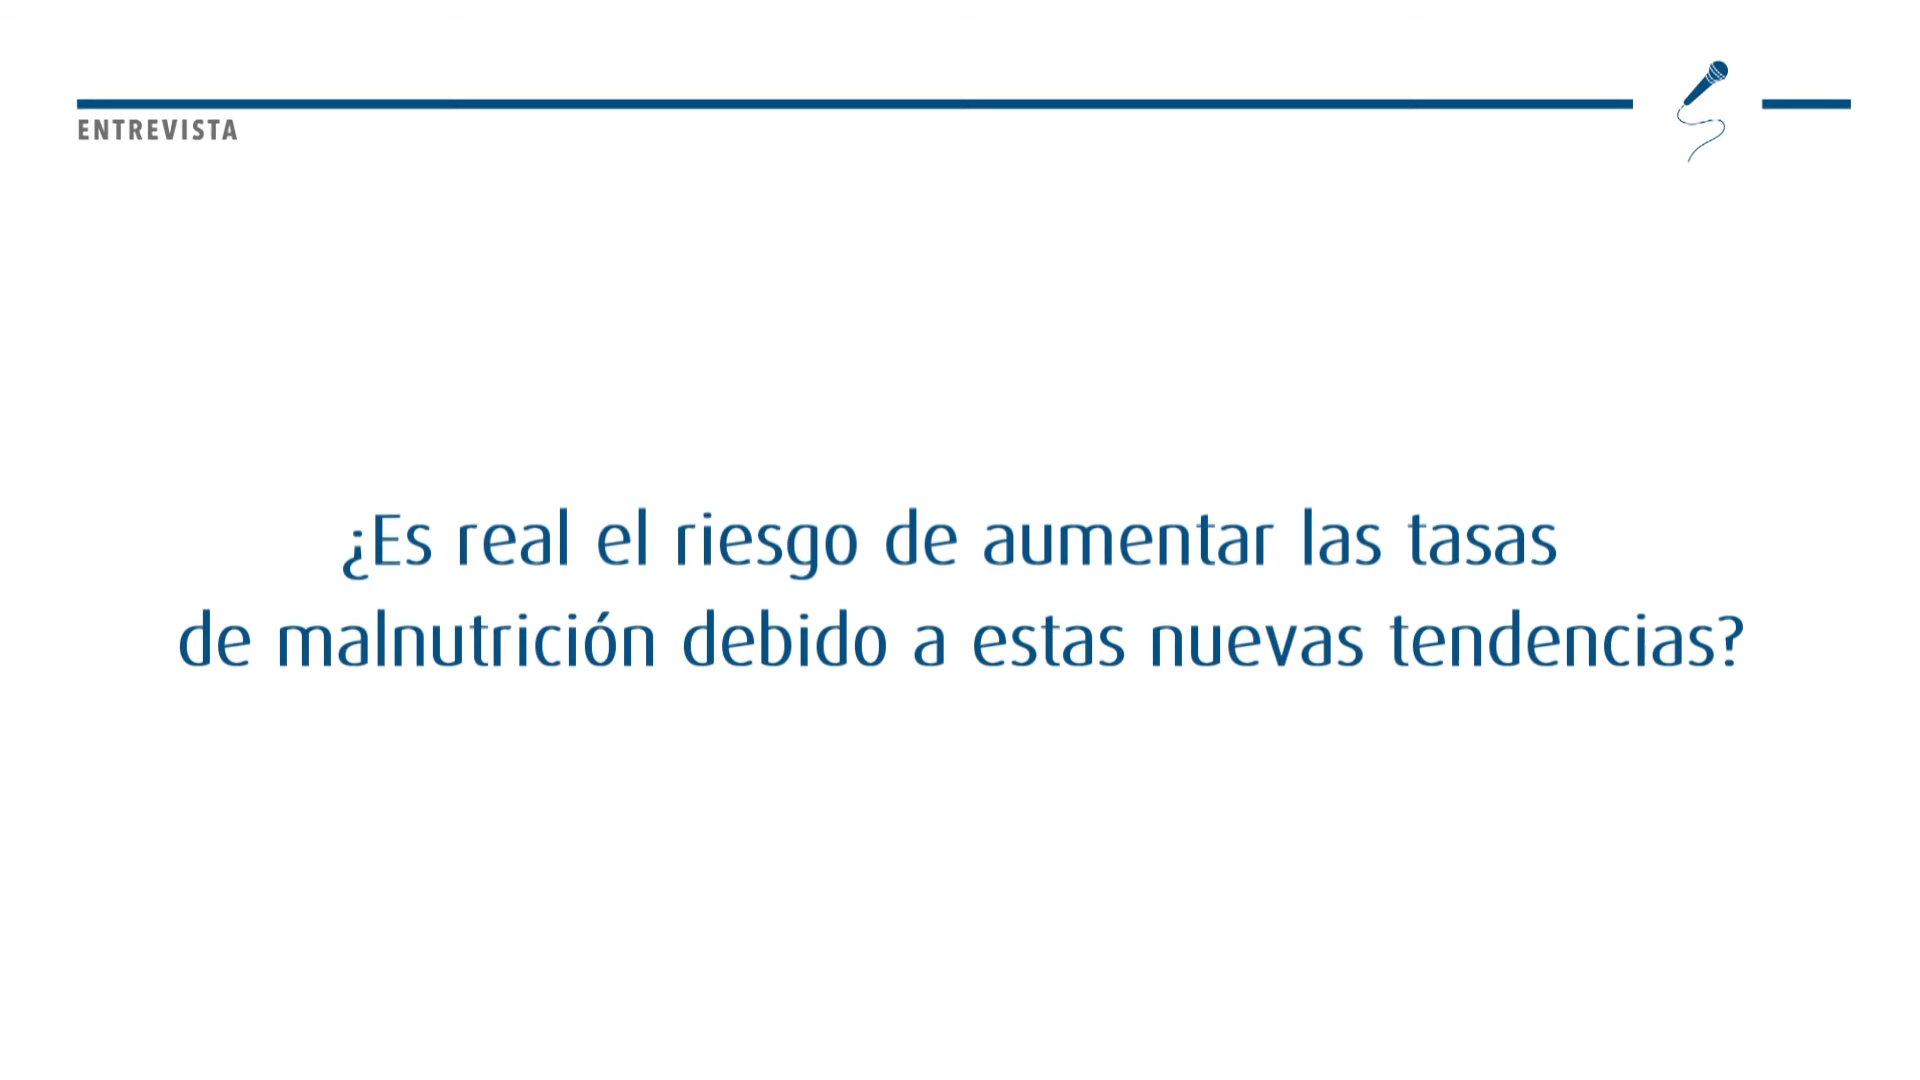 ENTREVISTA
¿Es real el riesgo de aumentar las tasas
de malnutrición debido a estas nuevas tendencias?